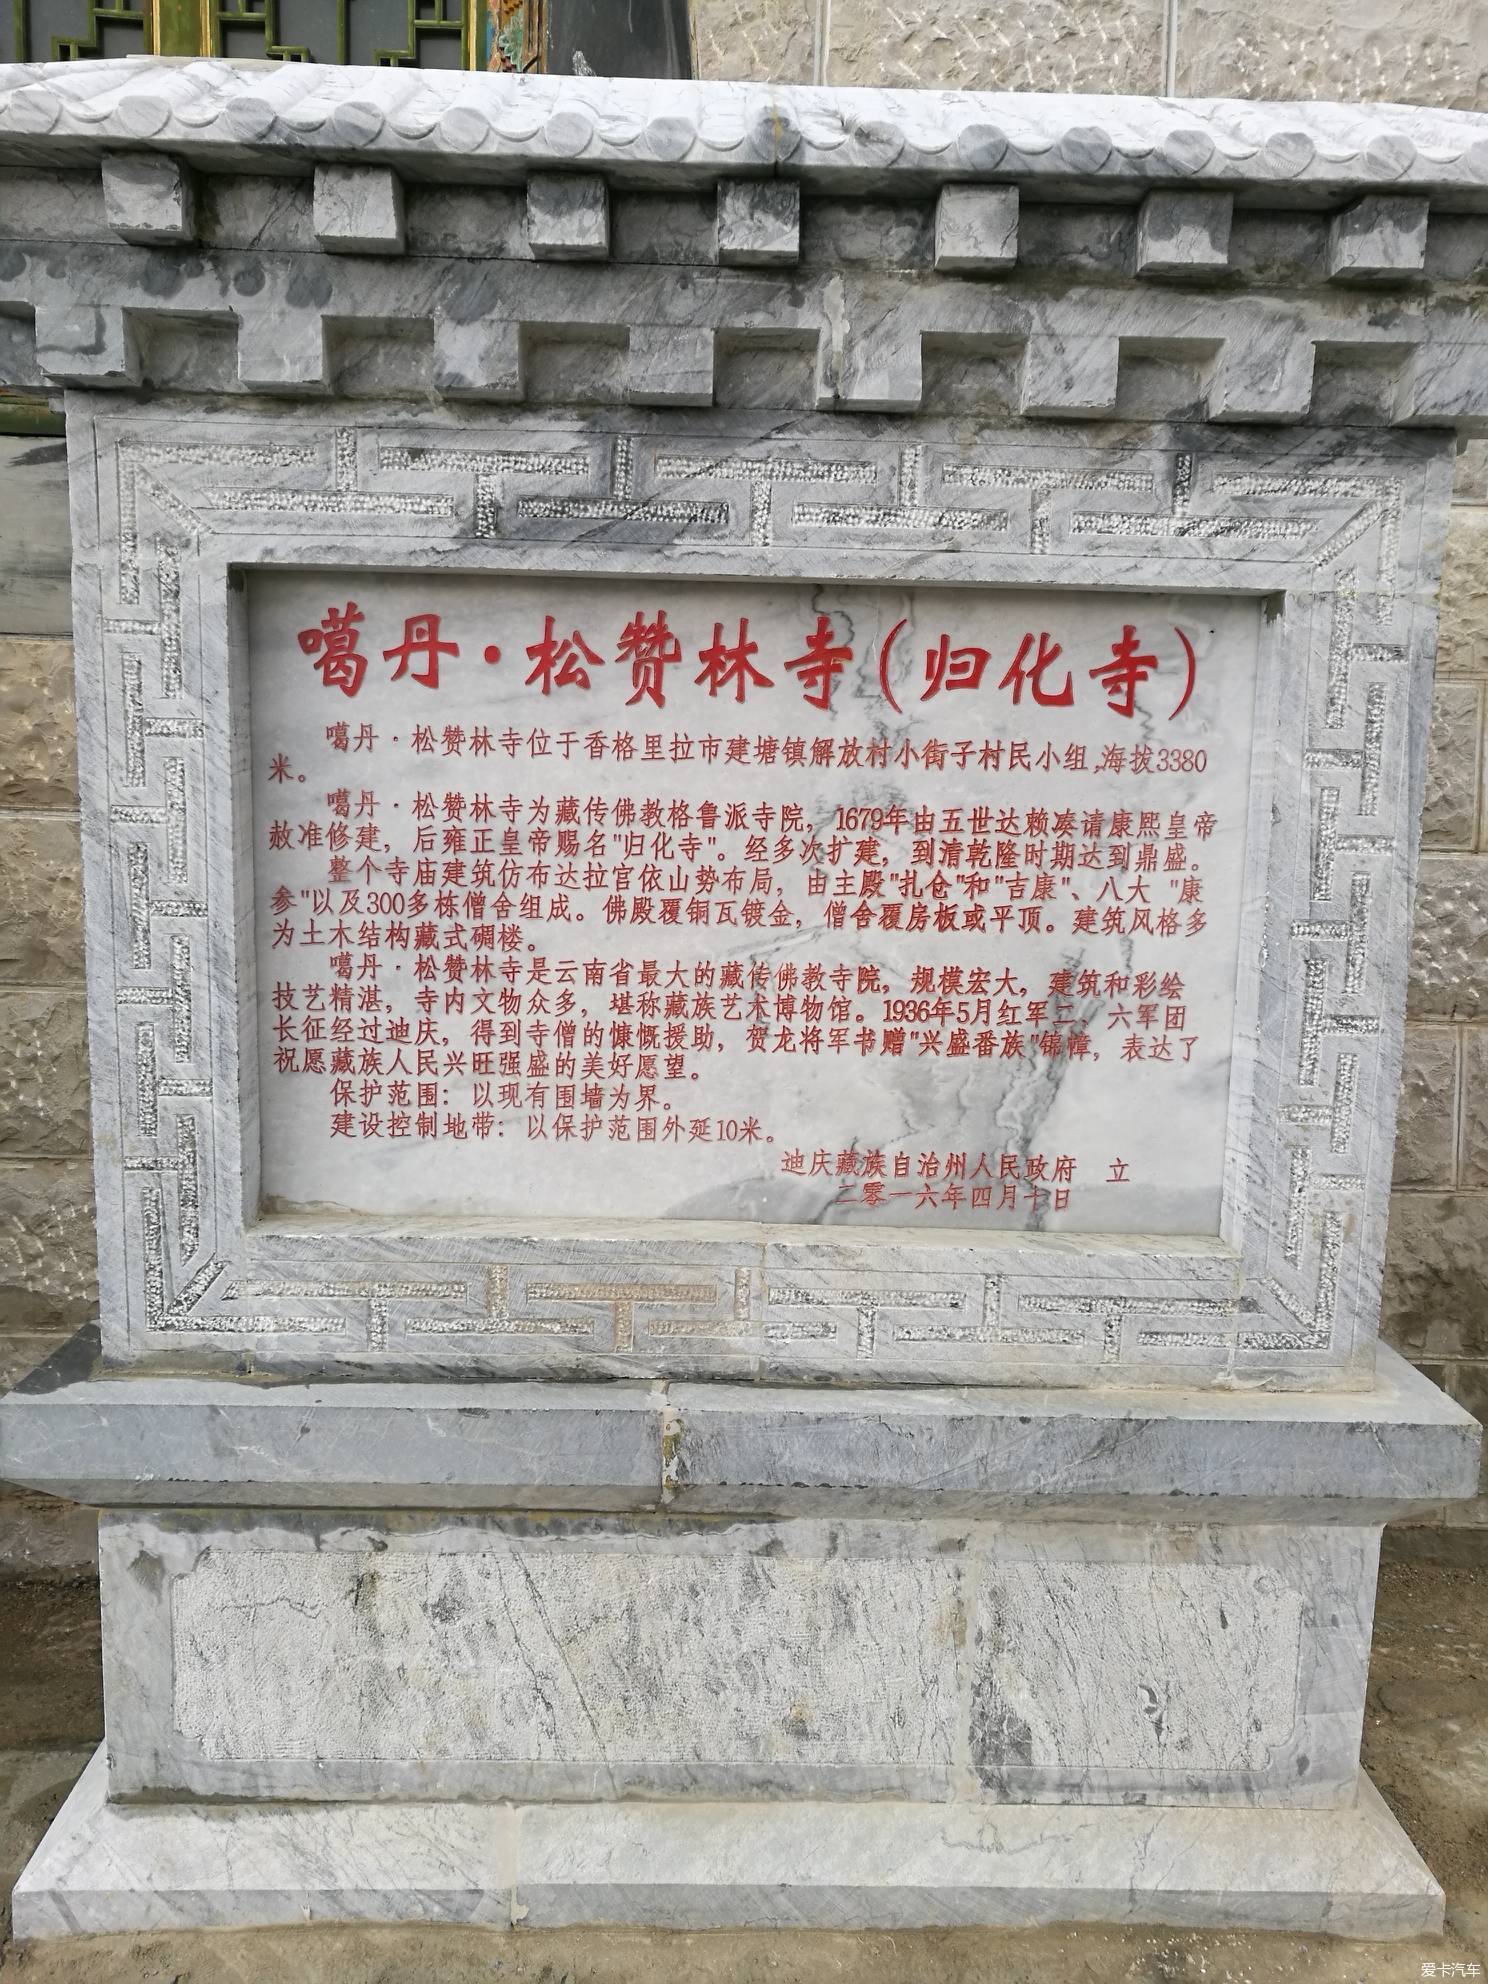 噶丹·松赞林寺(归化寺)
噶丹·松赞林寺位于香格里拉市建塘镇解放村小街子村民小组,海拔3380
米。
噶丹·松赞林寺为藏传佛教格鲁派寺院,1679年由五世达赖凑请康熙皇帝
赦准修建,后雍正皇帝赐名"归化寺"。经多次扩建,到清乾隆时期达到鼎盛。
整个寺庙建筑仿布达拉宫依山势布局,由主殿"扎仓"和"吉康"、八大 "康
参"以及300多栋僧舍组成。佛殿覆铜瓦镀金,僧舍覆房板或平顶。建筑风格多
为土木结构藏式碉楼。
噶丹·松赞林寺是云南省最大的藏传佛教寺院,规模宏大,建筑和彩绘
技艺精湛,寺内文物众多,堪称藏族艺术博物馆。1936年5月红军二、六军团
长征经过迪庆,得到寺僧的慷慨援助,贺龙将军书赠"兴盛番族"锦幛,表达了
祝愿藏族人民兴旺强盛的美好愿望。
保护范围:以现有围墙为界。
建设控制地带:以保护范围外延10米。
迪庆藏族自治州人民政府 立
二零一六年四月十日
爱卡汽车